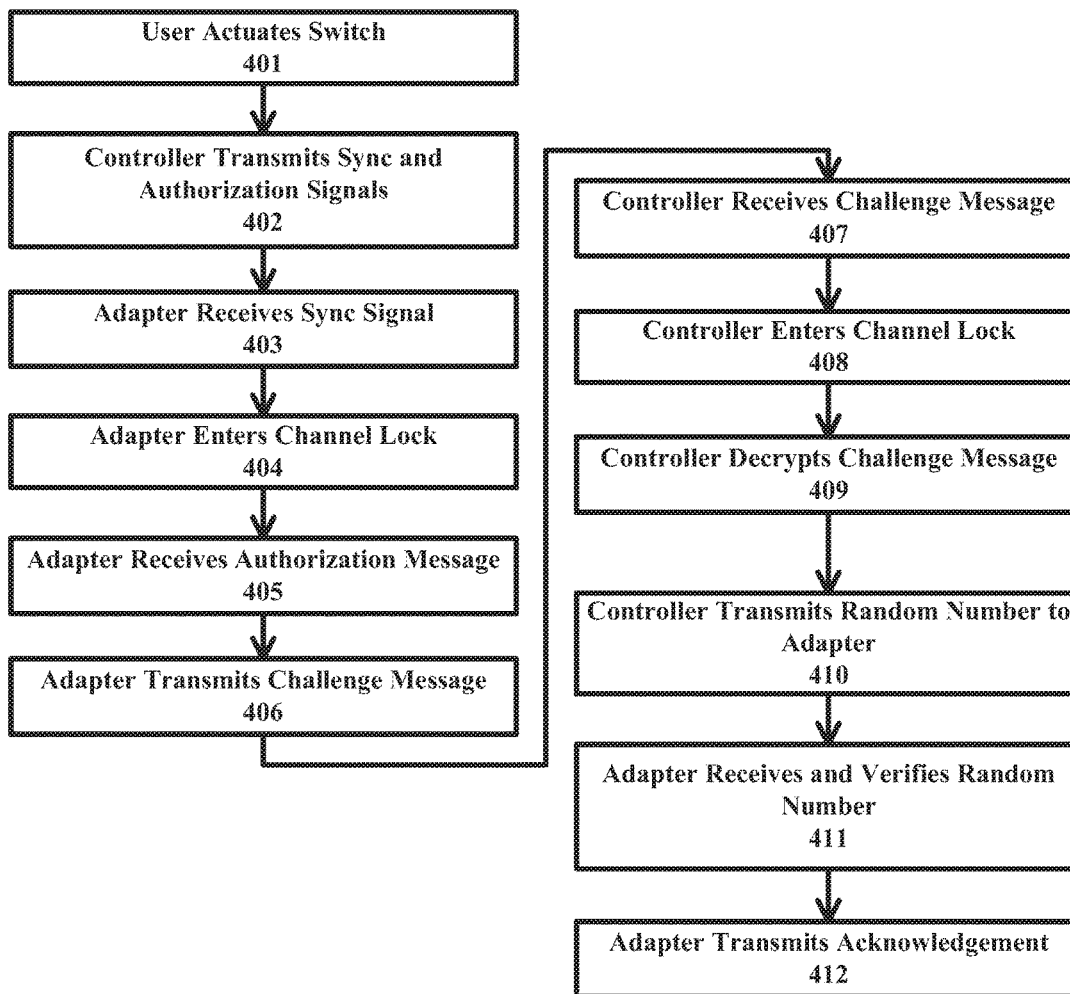 User Actuates Switch
401
Controller Transmits Sync and
Authorization Signals
402
Adapter Receives Sync Signal
403
Adapter Enters Channel Lock
404
Adapter Receives Authorization Message
405
Adapter Transmits Challenge Message
406
Controller Receives Challenge Message
407
Controller Enters Channel Lock
408
Controller Decrypts Challenge Message
409
Controller Transmits Random Number to
Adapter
410
Adapter Receives and Verifies Random
Number
411
Adapter Transmits Acknowledgement
412